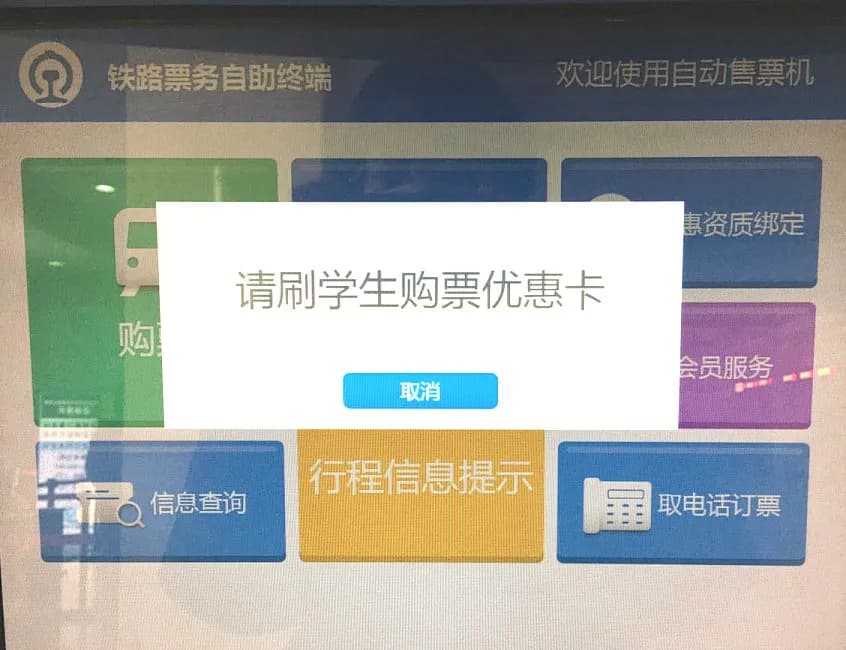 铁路票务自助终端
欢迎使用自动售票机
惠资质绑定
请刷学生购票优惠卡
购票
会员服务
取消
行程信息提示
信息查询
取电话订票